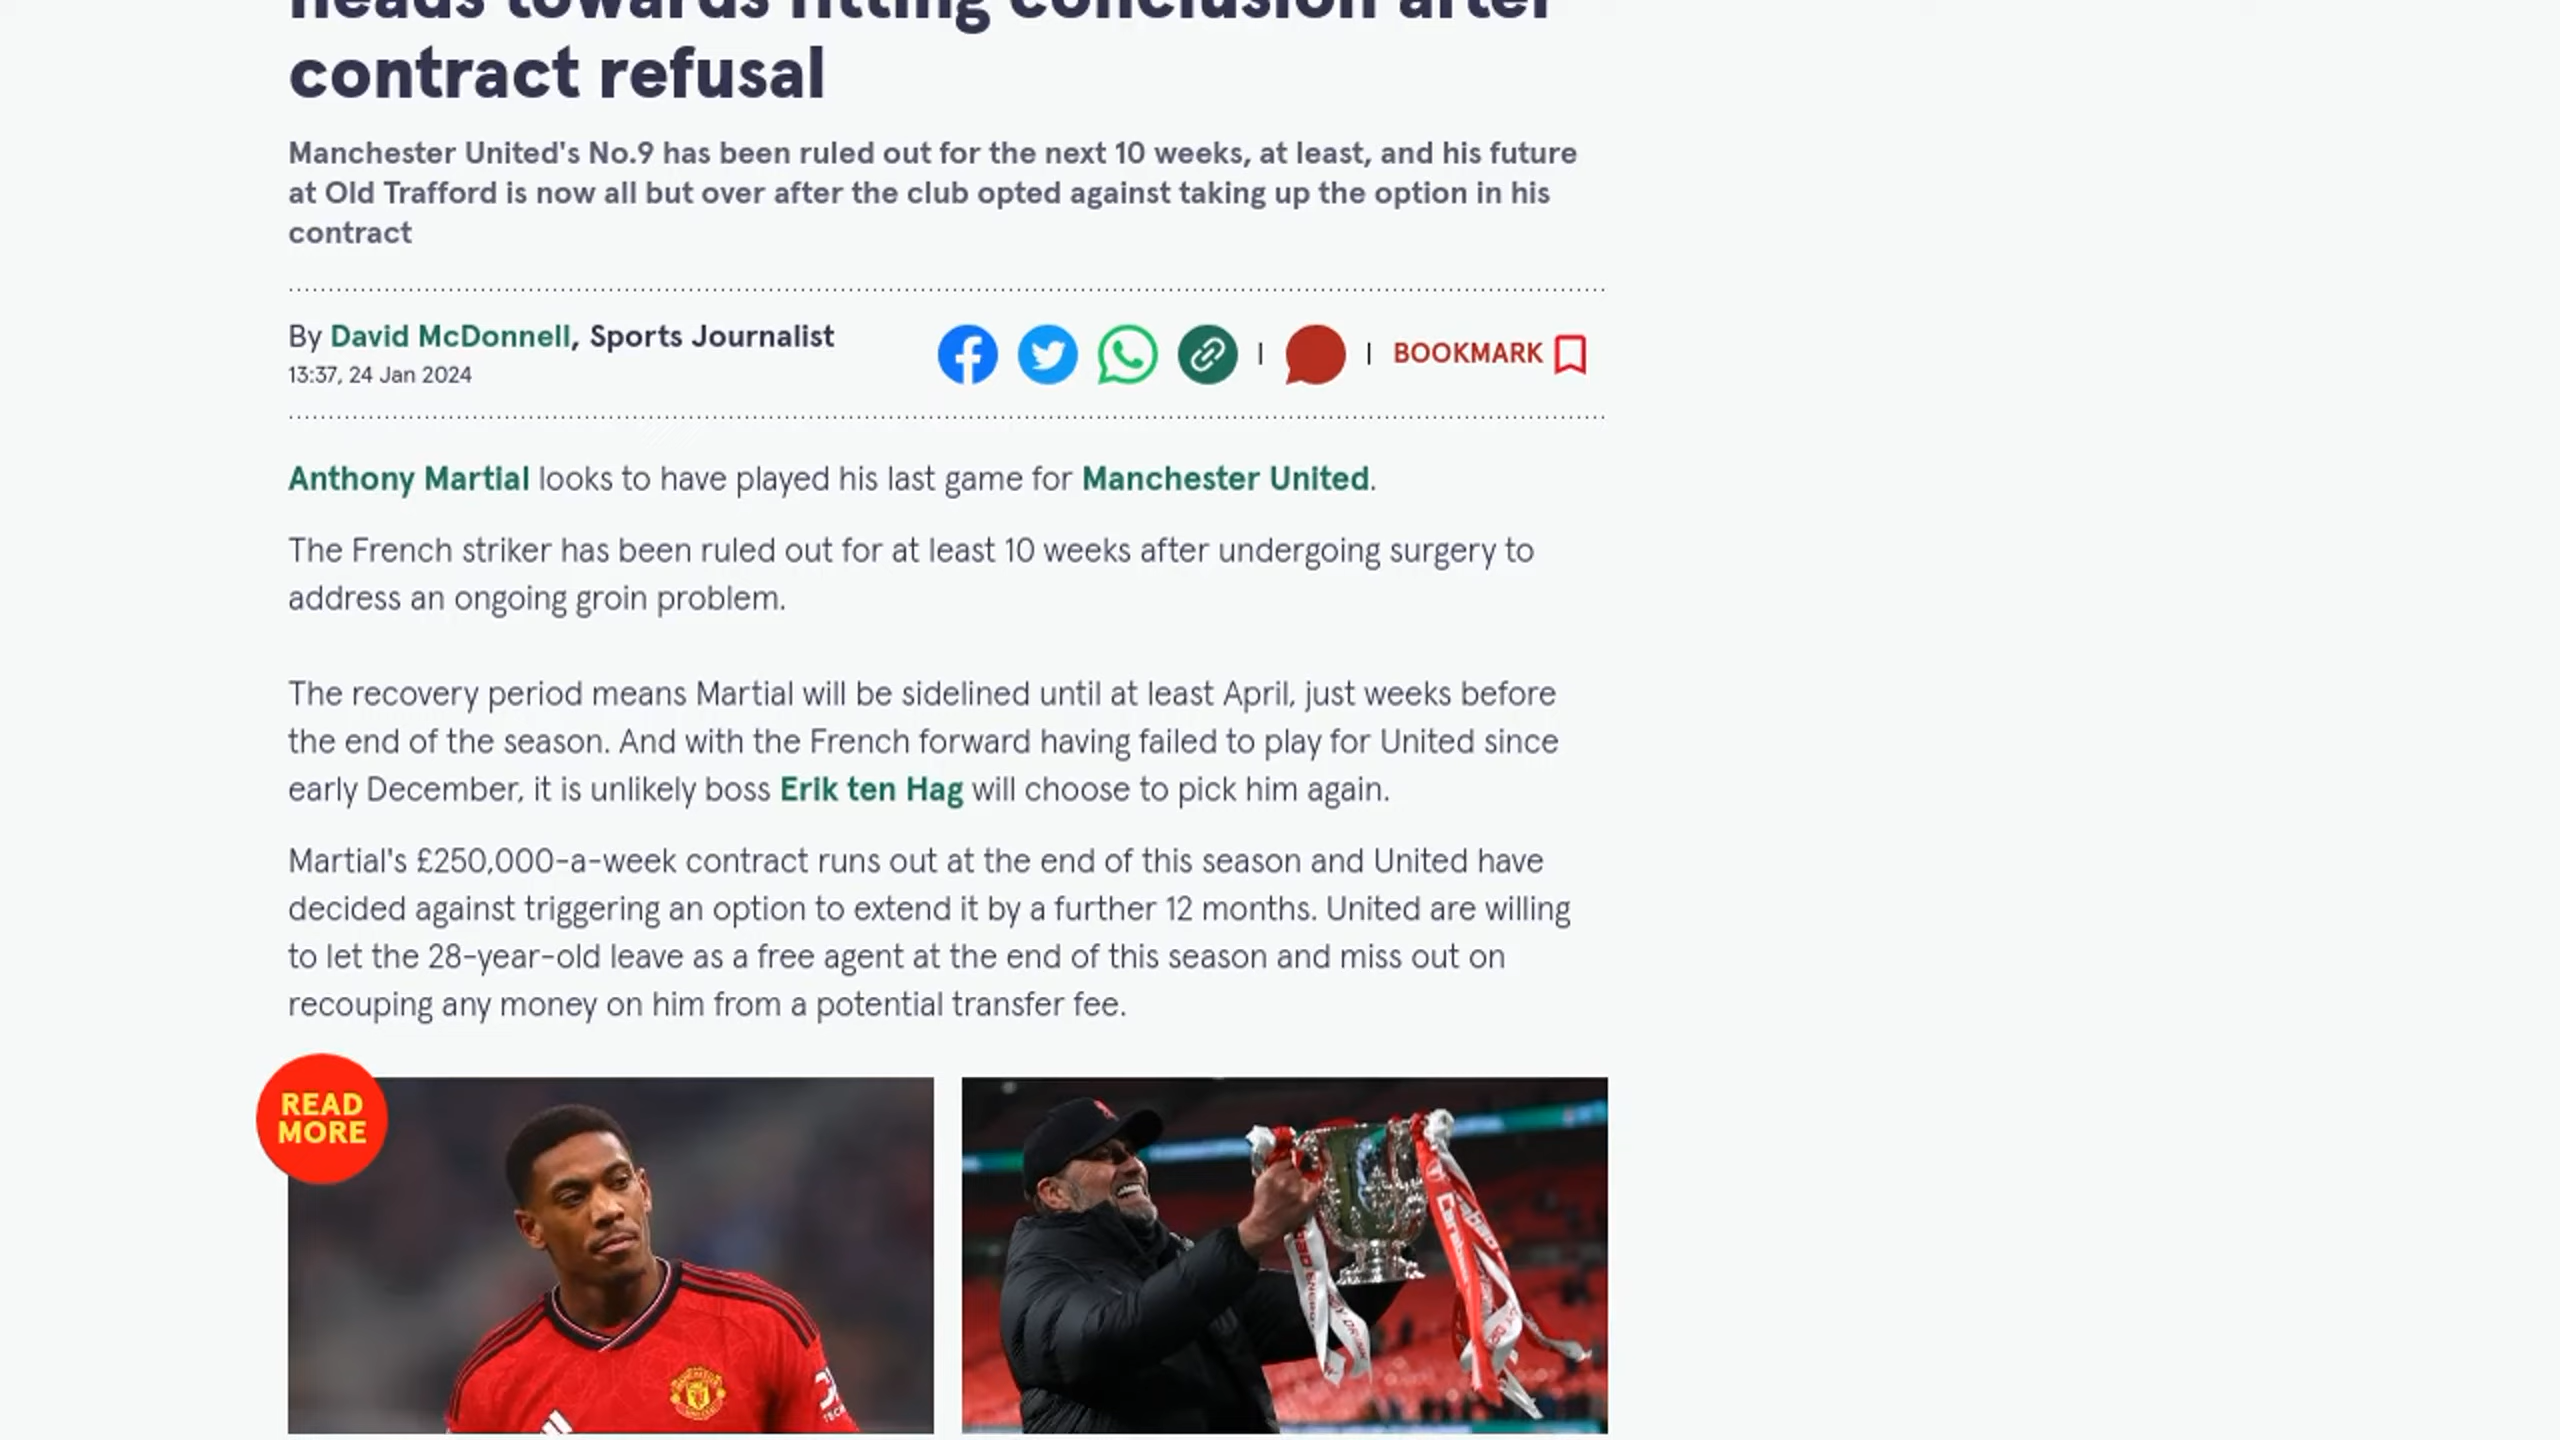 heads towards fitting conclusion after
contract refusal
Manchester United's No.9 has been ruled out for the next 10 weeks, at least, and his future
at Old Trafford is now all but over after the club opted against taking up the option in his
contract
By David McDonnell, Sports Journalist
13:37, 24 Jan 2024
| | BOOKMARK
Anthony Martial looks to have played his last game for Manchester United.
The French striker has been ruled out for at least 10 weeks after undergoing surgery to
address an ongoing groin problem.
The recovery period means Martial will be sidelined until at least April, just weeks before
the end of the season. And with the French forward having failed to play for United since
early December, it is unlikely boss Erik ten Hag will choose to pick him again.
Martial's £250,000-a-week contract runs out at the end of this season and United have
decided against triggering an option to extend it by a further 12 months. United are willing
to let the 28-year-old leave as a free agent at the end of this season and miss out on
recouping any money on him from a potential transfer fee.
READ
MORE